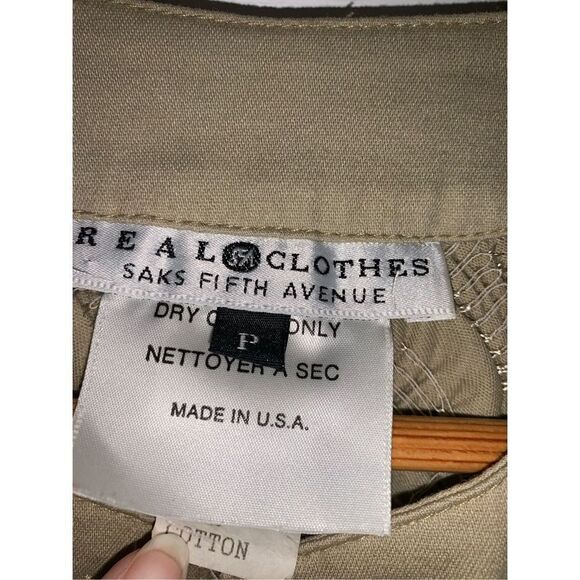 REAL CLOTHES
SAKS FIFTH AVENUE
DRY ONLY
P
NETTOYER A SEC
MADE IN U.S.A.
COTTON